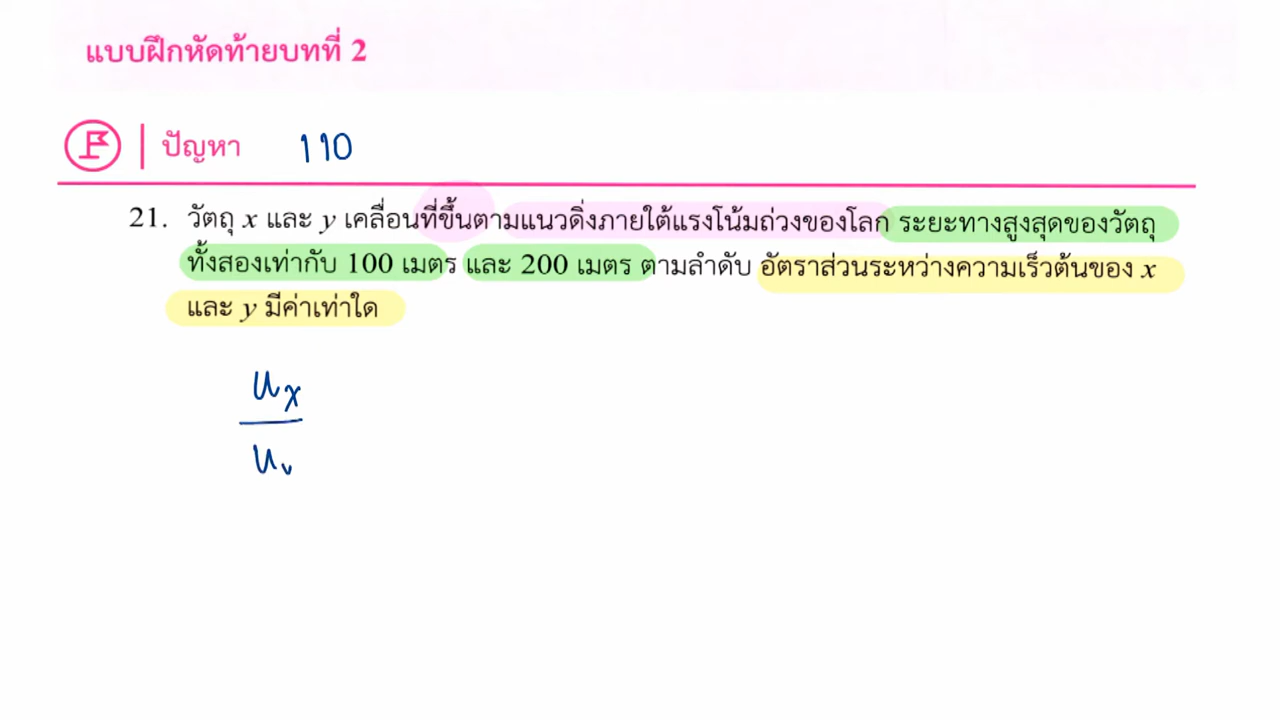 แบบฝึกหัดท้ายบทที่ 2
ปัญหา 110
21. วัตถุ x และ y เคลื่อนที่ขึ้นตามแนวดิ่งภายใต้แรงโน้มถ่วงของโลก ระยะทางสูงสุดของวัตถุ
ทั้งสองเท่ากับ 100 เมตร และ 200 เมตร ตามลำดับ อัตราส่วนระหว่างความเร็วต้นของ x
และ y มีค่าเท่าใด
u_x
u